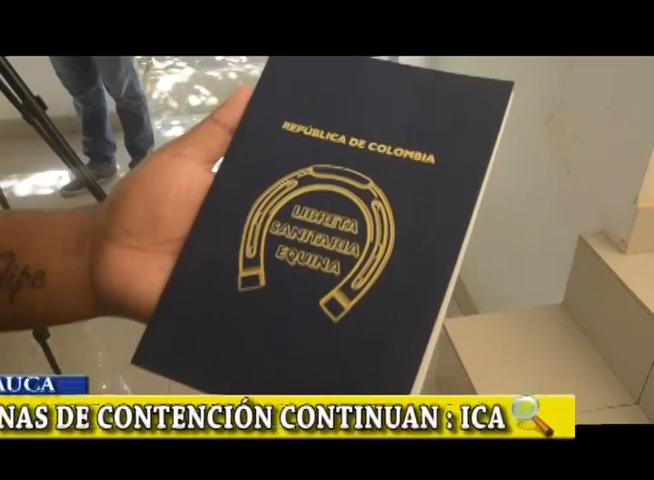 REPÚBLICA DE COLOMBIA
LIBRETA
SANITARIA
EQUINA
AUCA
NAS DE CONTENCIÓN CONTINUAN : ICA